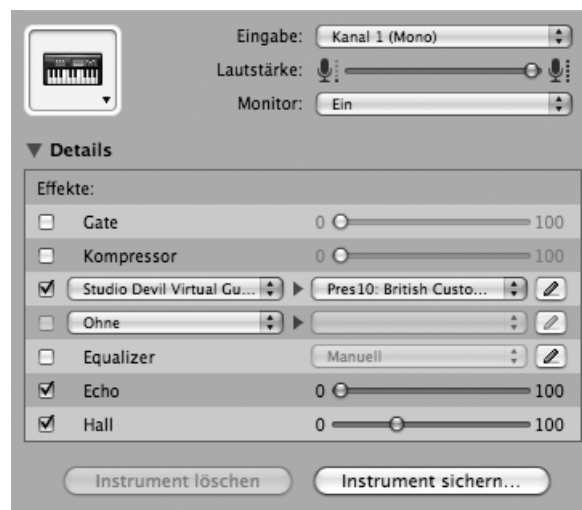 Eingabe: Kanal 1 (Mono)
Lautstärke:
Monitor: Ein
Details
Effekte:
Gate 0 100
Kompressor 0 100
Studio Devil Virtual Gu... Pres10: British Custo...
Ohne
Equalizer Manuell
Echo 0 100
Hall 0 100
Instrument löschen Instrument sichern...